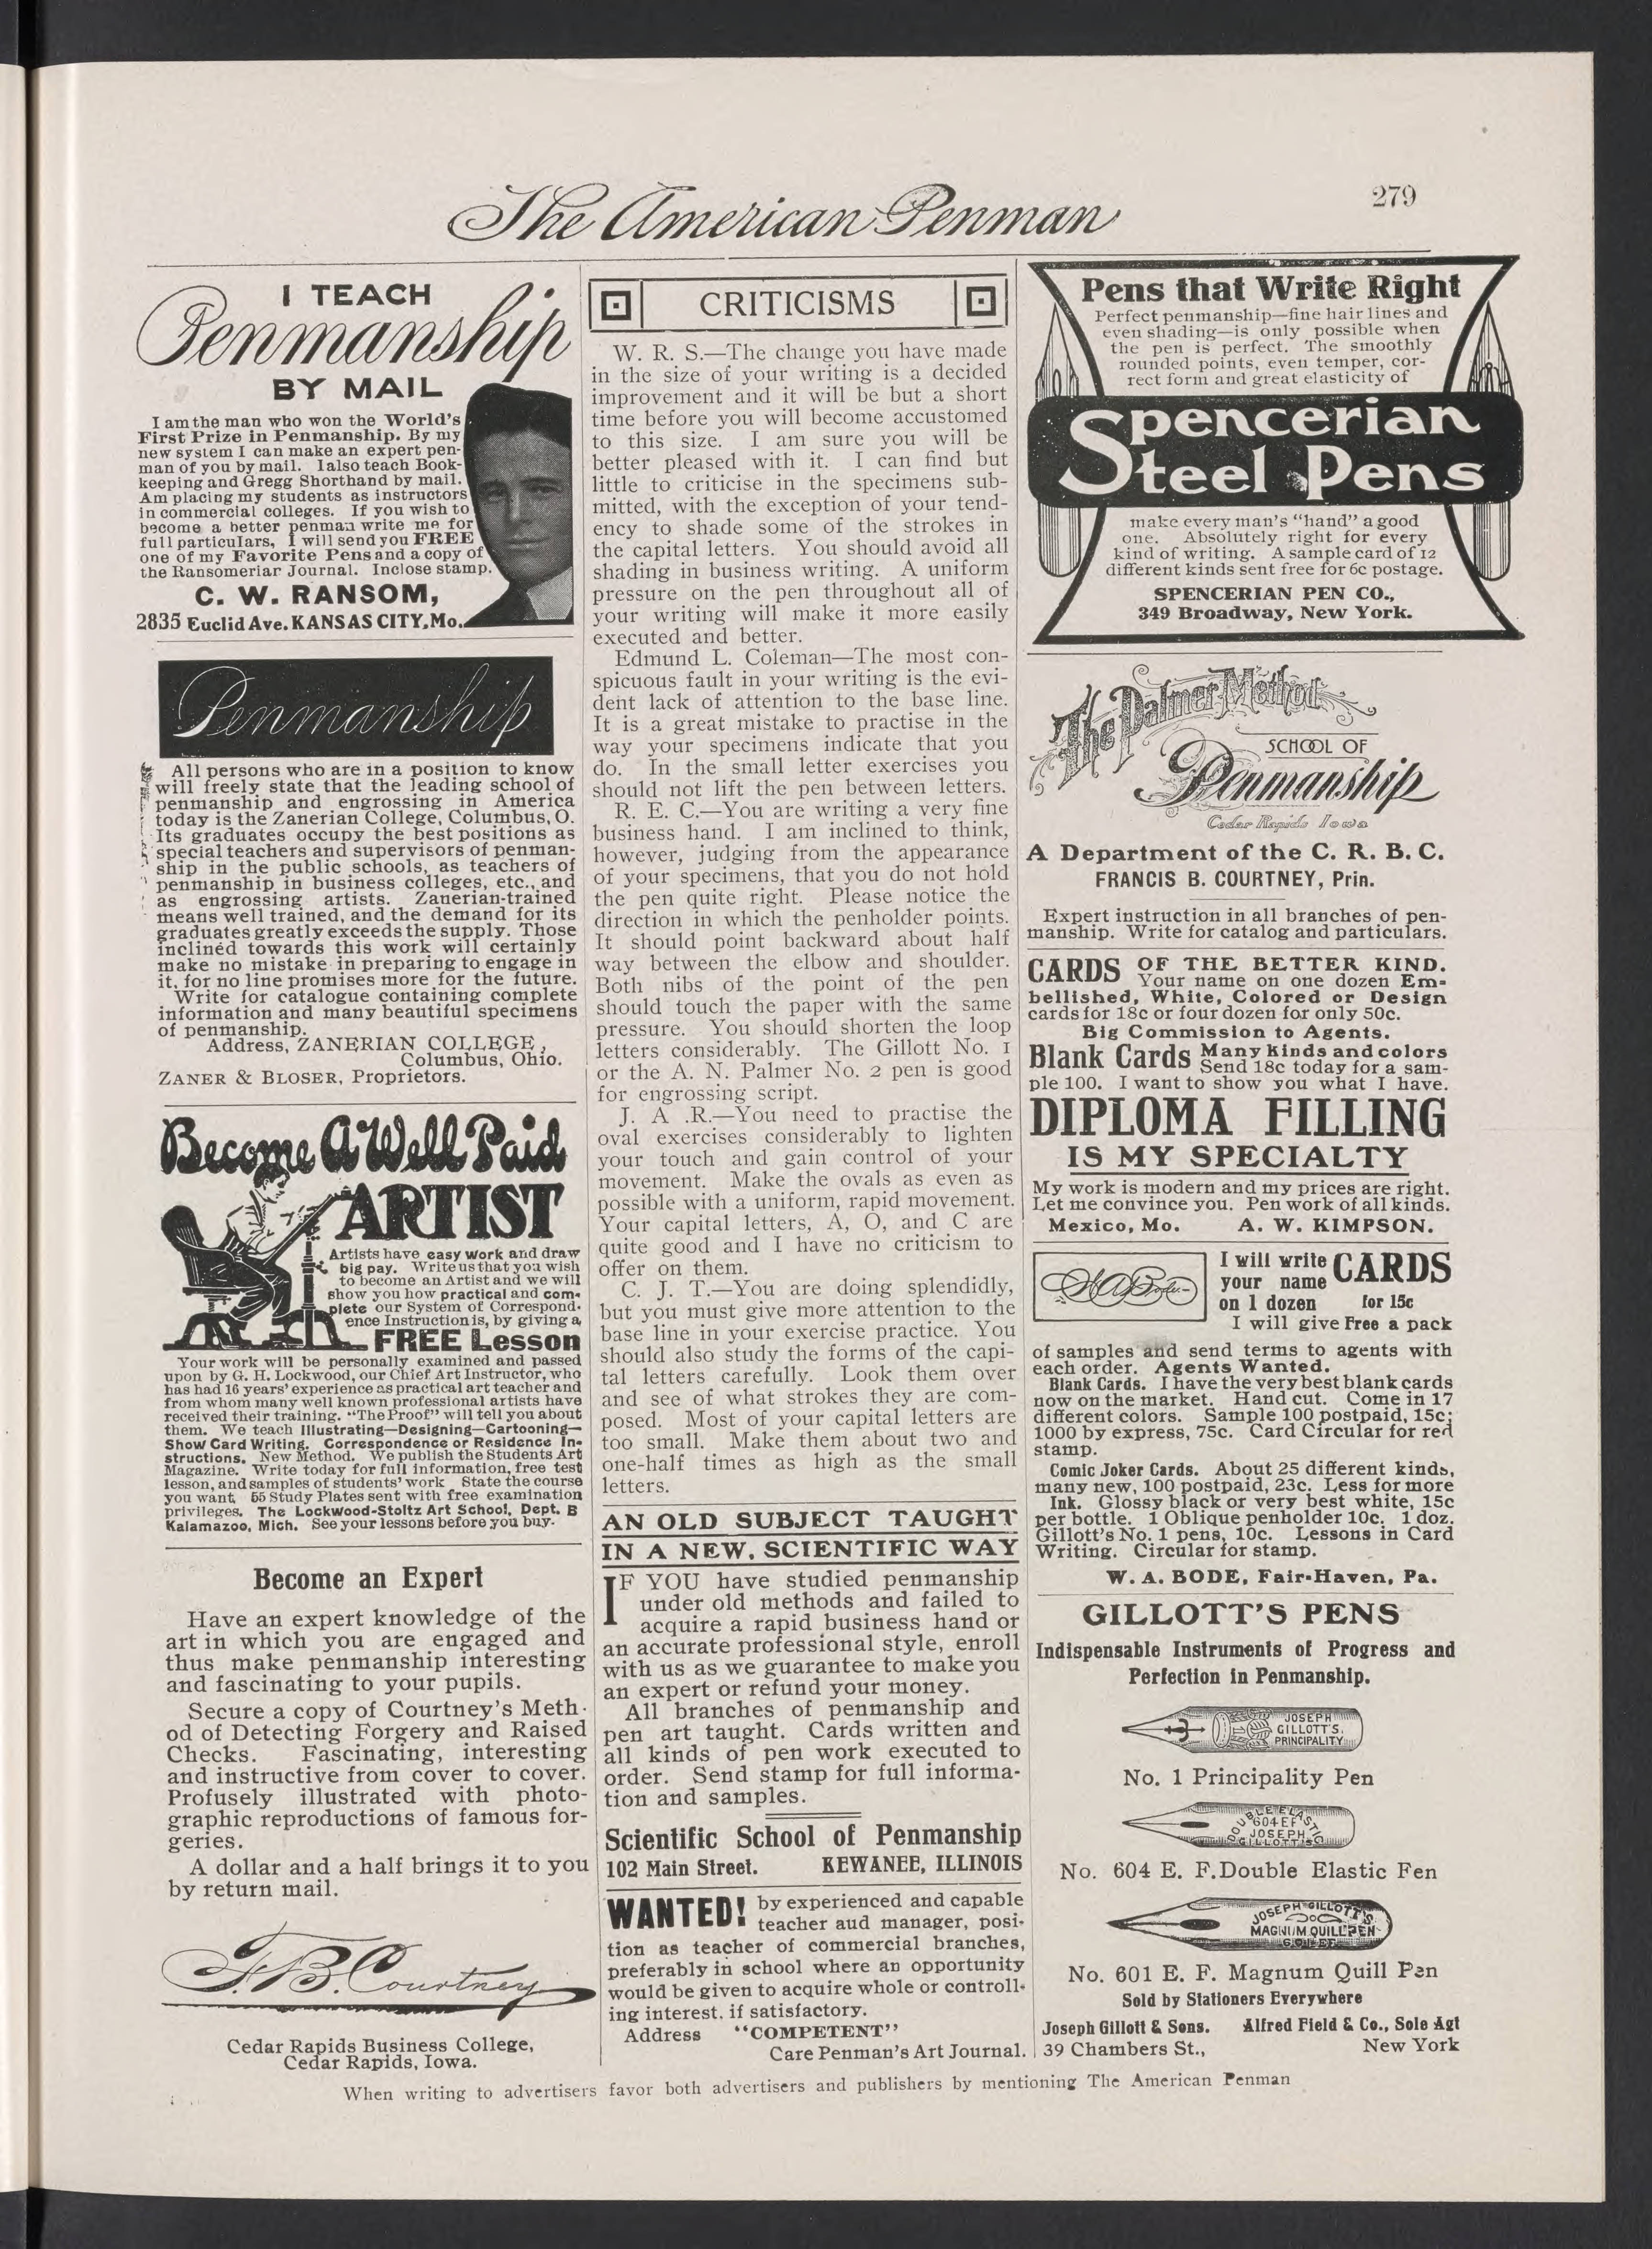 The American Penman
279
I TEACH
Penmanship
BY MAIL
I am the man who won the World's
First Prize in Penmanship. By my
new system I can make an expert pen-
man of you by mail. I also teach Book-
keeping and Gregg Shorthand by mail.
Am placing my students as instructors
in commercial colleges. If you wish to
become a better penman write me for
full particulars, I will send you FREE
one of my Favorite Pens and a copy of
the Ransomeriar Journal. Inclose stamp.
C. W. RANSOM,
2835 Euclid Ave. KANSAS CITY, Mo.
Penmanship
All persons who are in a position to know
will freely state that the leading school of
penmanship and engrossing in America
today is the Zanerian College, Columbus, O.
Its graduates occupy the best positions as
special teachers and supervisors of penman-
ship in the public schools, as teachers of
penmanship in business colleges, etc., and
as engrossing artists. Zanerian-trained
means well trained, and the demand for its
graduates greatly exceeds the supply. Those
inclined towards this work will certainly
make no mistake in preparing to engage in
it, for no line promises more for the future.
Write for catalogue containing complete
information and many beautiful specimens
of penmanship.
Address, ZANERIAN COLLEGE,
Columbus, Ohio.
ZANER & BLOSER, Proprietors.
Become A Well Paid
ARTIST
Artists have easy work and draw
big pay. Write us that you wish
to become an Artist and we will
show you how practical and com-
plete our System of Correspond-
ence Instruction is, by giving a
FREE Lesson
Your work will be personally examined and passed
upon by G. H. Lockwood, our Chief Art Instructor, who
has had 16 years' experience as practical art teacher and
from whom many well known professional artists have
received their training. "The Proof" will tell you about
them. We teach Illustrating—Designing—Cartooning—
Show Card Writing. Correspondence or Residence In-
structions. New Method. We publish the Students Art
Magazine. Write today for full information, free test
lesson, and samples of students' work State the course
you want 55 Study Plates sent with free examination
privileges. The Lockwood-Stoltz Art School, Dept. B
Kalamazoo, Mich. See your lessons before you buy.
Become an Expert
Have an expert knowledge of the
art in which you are engaged and
thus make penmanship interesting
and fascinating to your pupils.
Secure a copy of Courtney's Meth-
od of Detecting Forgery and Raised
Checks. Fascinating, interesting
and instructive from cover to cover.
Profusely illustrated with photo-
graphic reproductions of famous for-
geries.
A dollar and a half brings it to you
by return mail.
F. B. Courtney
Cedar Rapids Business College,
Cedar Rapids, Iowa.
CRITICISMS
W. R. S.—The change you have made
in the size of your writing is a decided
improvement and it will be but a short
time before you will become accustomed
to this size. I am sure you will be
better pleased with it. I can find but
little to criticise in the specimens sub-
mitted, with the exception of your tend-
ency to shade some of the strokes in
the capital letters. You should avoid all
shading in business writing. A uniform
pressure on the pen throughout all of
your writing will make it more easily
executed and better.
Edmund L. Coleman—The most con-
spicuous fault in your writing is the evi-
dent lack of attention to the base line.
It is a great mistake to practise in the
way your specimens indicate that you
do. In the small letter exercises you
should not lift the pen between letters.
R. E. C.—You are writing a very fine
business hand. I am inclined to think,
however, judging from the appearance
of your specimens, that you do not hold
the pen quite right. Please notice the
direction in which the penholder points.
It should point backward about half
way between the elbow and shoulder.
Both nibs of the point of the pen
should touch the paper with the same
pressure. You should shorten the loop
letters considerably. The Gillott No. 1
or the A. N. Palmer No. 2 pen is good
for engrossing script.
J. A .R.—You need to practise the
oval exercises considerably to lighten
your touch and gain control of your
movement. Make the ovals as even as
possible with a uniform, rapid movement.
Your capital letters, A, O, and C are
quite good and I have no criticism to
offer on them.
C. J. T.—You are doing splendidly,
but you must give more attention to the
base line in your exercise practice. You
should also study the forms of the capi-
tal letters carefully. Look them over
and see of what strokes they are com-
posed. Most of your capital letters are
too small. Make them about two and
one-half times as high as the small
letters.
AN OLD SUBJECT TAUGHT
IN A NEW, SCIENTIFIC WAY
IF YOU have studied penmanship
under old methods and failed to
acquire a rapid business hand or
an accurate professional style, enroll
with us as we guarantee to make you
an expert or refund your money.
All branches of penmanship and
pen art taught. Cards written and
all kinds of pen work executed to
order. Send stamp for full informa-
tion and samples.
Scientific School of Penmanship
102 Main Street. KEWANEE, ILLINOIS
WANTED! by experienced and capable
teacher aud manager, posi-
tion as teacher of commercial branches,
preferably in school where an opportunity
would be given to acquire whole or controll-
ing interest, if satisfactory.
Address "COMPETENT"
Care Penman's Art Journal.
Pens that Write Right
Perfect penmanship—fine hair lines and
even shading—is only possible when
the pen is perfect. The smoothly
rounded points, even temper, cor-
rect form and great elasticity of
Spencerian
Steel Pens
make every man's "hand" a good
one. Absolutely right for every
kind of writing. A sample card of 12
different kinds sent free for 6c postage.
SPENCERIAN PEN CO.,
349 Broadway, New York.
The Palmer Method
SCHOOL OF
Penmanship
Cedar Rapids Iowa
A Department of the C. R. B. C.
FRANCIS B. COURTNEY, Prin.
Expert instruction in all branches of pen-
manship. Write for catalog and particulars.
CARDS OF THE BETTER KIND.
Your name on one dozen Em-
bellished, White, Colored or Design
cards for 18c or four dozen for only 50c.
Big Commission to Agents.
Blank Cards Many kinds and colors
Send 18c today for a sam-
ple 100. I want to show you what I have.
DIPLOMA FILLING
IS MY SPECIALTY
My work is modern and my prices are right.
Let me convince you. Pen work of all kinds.
Mexico, Mo. A. W. KIMPSON.
I will write CARDS
your name
on 1 dozen for 15c
I will give Free a pack
of samples and send terms to agents with
each order. Agents Wanted.
Blank Cards. I have the very best blank cards
now on the market. Hand cut. Come in 17
different colors. Sample 100 postpaid, 15c;
1000 by express, 75c. Card Circular for red
stamp.
Comic Joker Cards. About 25 different kinds,
many new, 100 postpaid, 23c. Less for more
Ink. Glossy black or very best white, 15c
per bottle. 1 Oblique penholder 10c. 1 doz.
Gillott's No. 1 pens, 10c. Lessons in Card
Writing. Circular for stamp.
W. A. BODE, Fair-Haven, Pa.
GILLOTT'S PENS
Indispensable Instruments of Progress and
Perfection in Penmanship.
JOSEPH
GILLOTT'S.
PRINCIPALITY
No. 1 Principality Pen
DOUBLE ELASTIC
604 EF
JOSEPH
GILLOTT'S
No. 604 E. F. Double Elastic Fen
JOSEPH GILLOTT'S
MAGNUM QUILL PEN
601 EF
No. 601 E. F. Magnum Quill Pen
Sold by Stationers Everywhere
Joseph Gillott & Sons. Alfred Field & Co., Sole Agt
39 Chambers St., New York
When writing to advertisers favor both advertisers and publishers by mentioning The American Penman